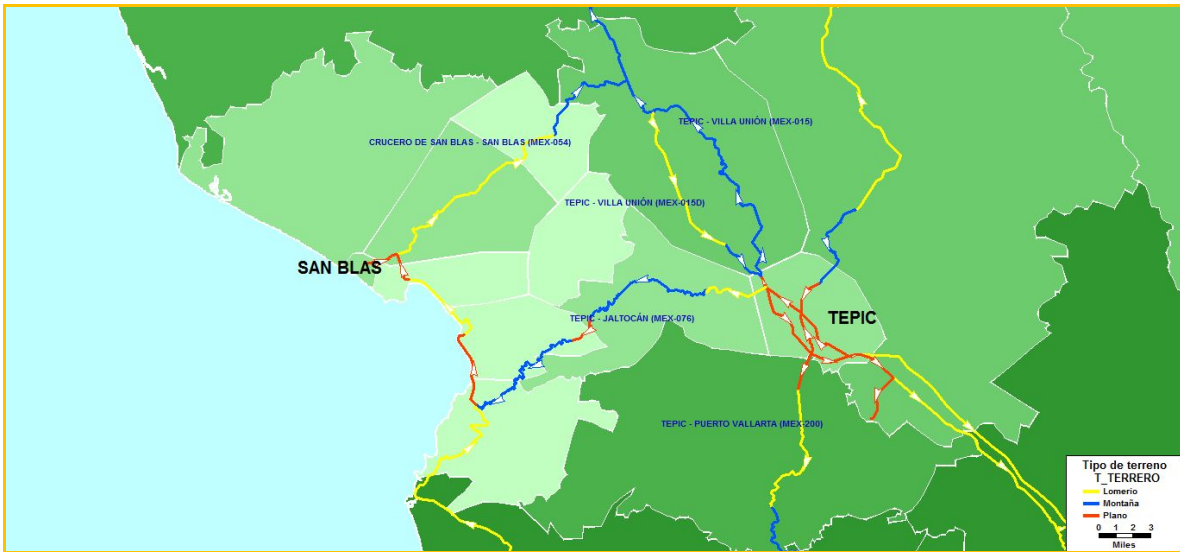 TEPIC - VILLA UNIÓN (MEX-015)
CRUCERO DE SAN BLAS - SAN BLAS (MEX-054)
TEPIC - VILLA UNIÓN (MEX-015D)
SAN BLAS
TEPIC - JALTOCÁN (MEX-076)
TEPIC
TEPIC - PUERTO VALLARTA (MEX-200)
Tipo de terreno
T_TERRERO
Lomerio
Montaña
Plano
0 1 2 3
Miles